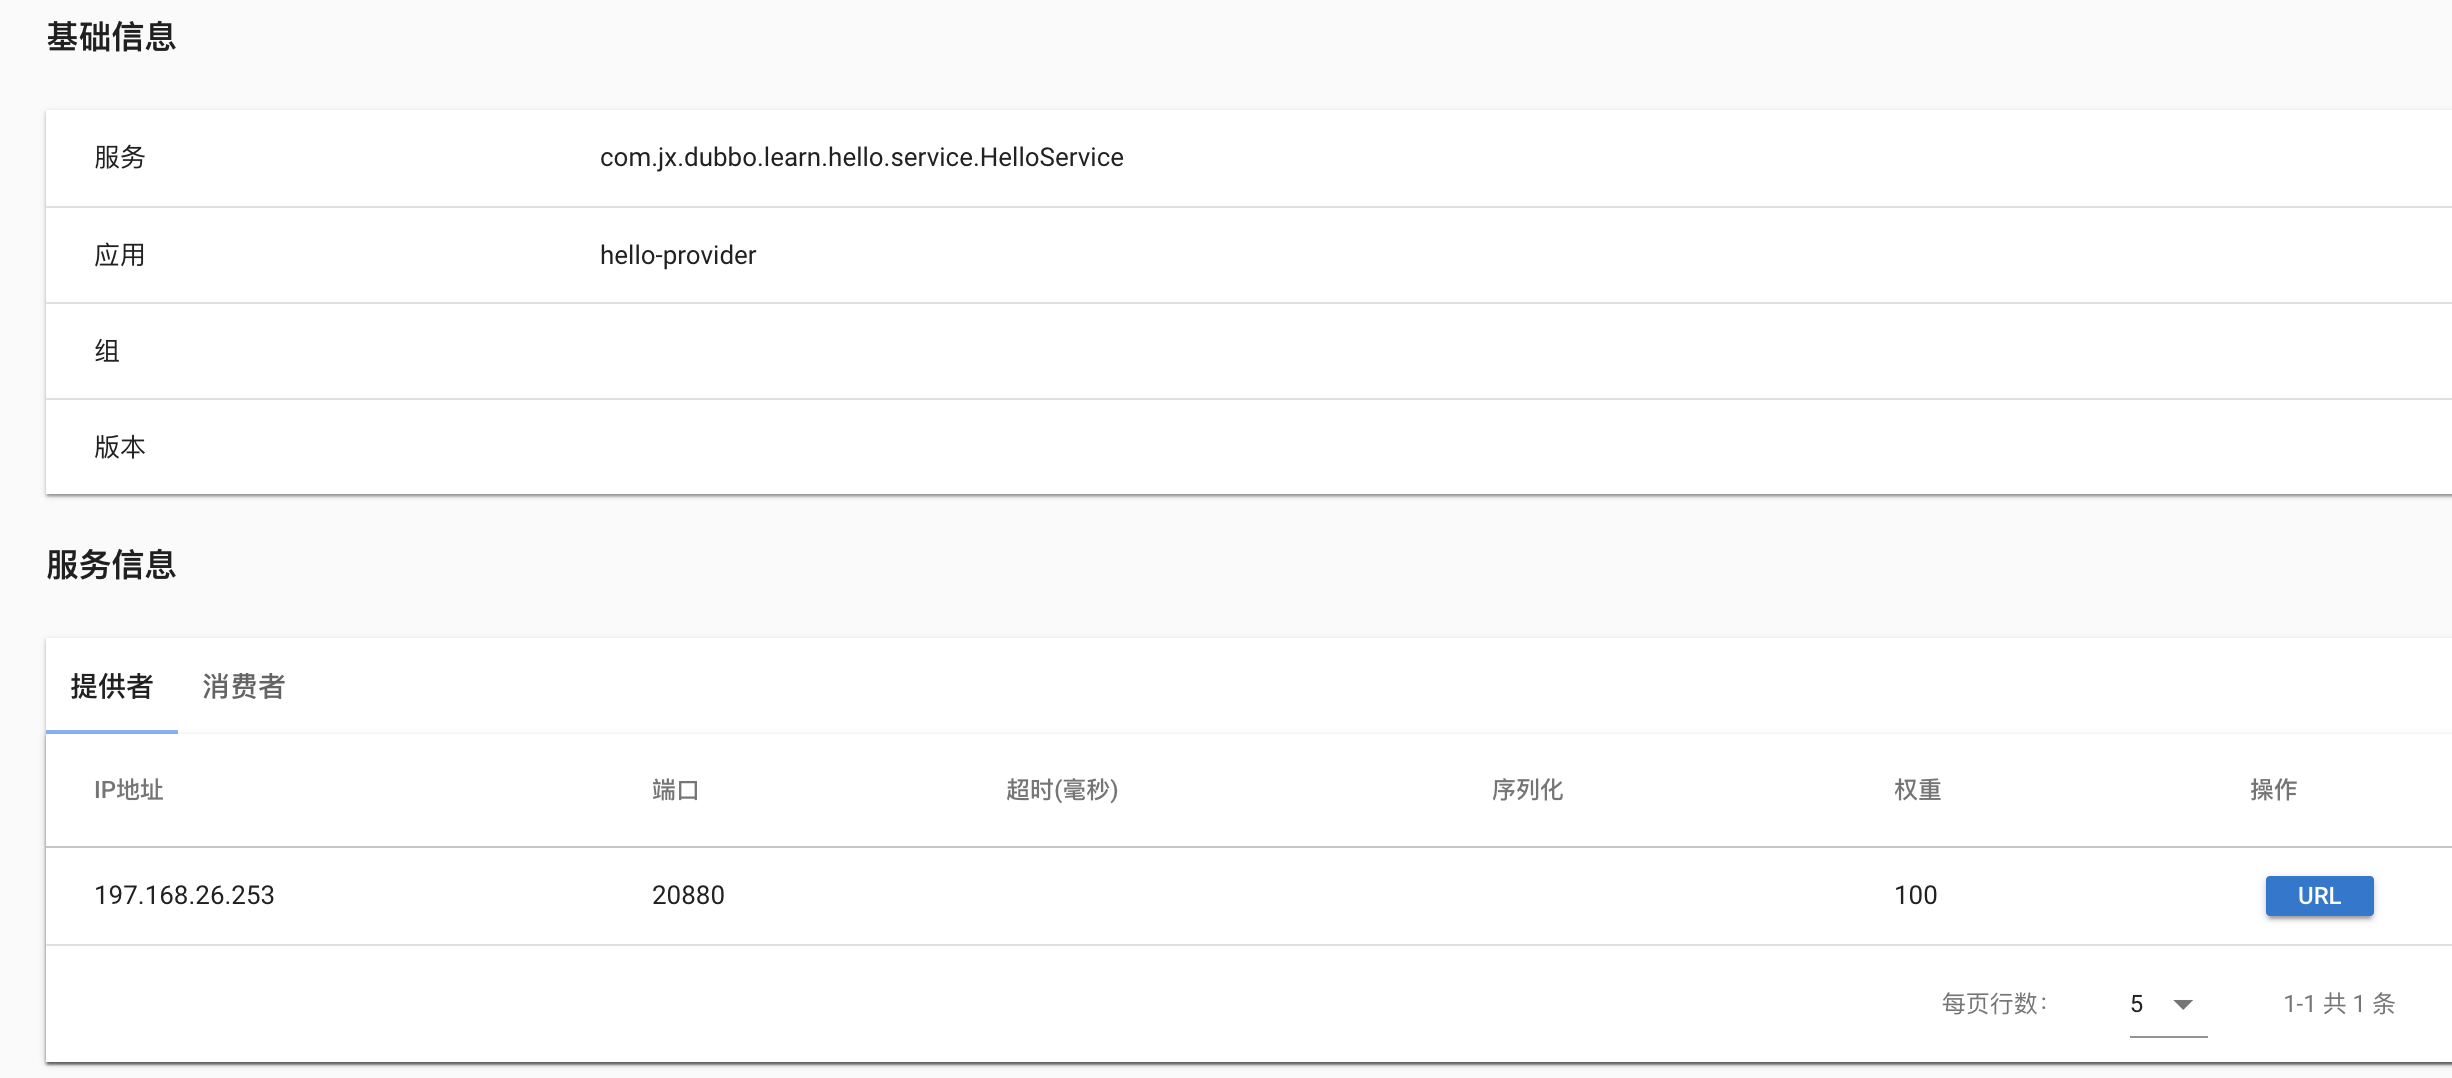 基础信息
服务 com.jx.dubbo.learn.hello.service.HelloService
应用 hello-provider
组
版本
服务信息
提供者 消费者
IP地址 端口 超时(毫秒) 序列化 权重 操作
197.168.26.253 20880 100 URL
每页行数: 5 1-1 共 1 条